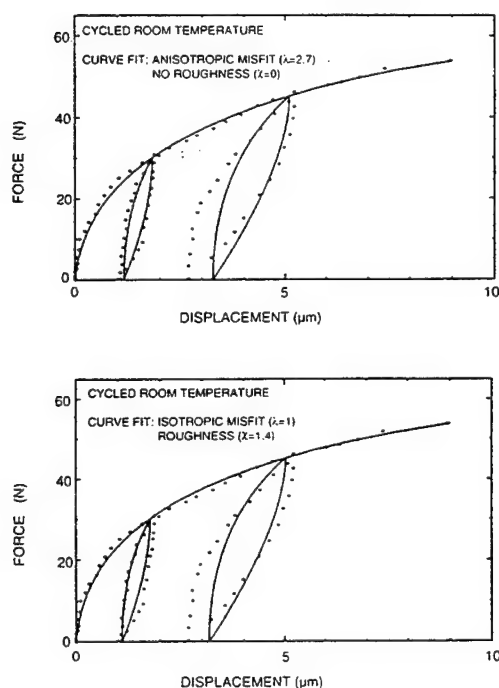 CYCLED ROOM TEMPERATURE
CURVE FIT: ANISOTROPIC MISFIT (λ=2.7)
NO ROUGHNESS (χ=0)
60
40
20
0
FORCE (N)
0
5
10
DISPLACEMENT (µm)
CYCLED ROOM TEMPERATURE
CURVE FIT: ISOTROPIC MISFIT (λ=1)
ROUGHNESS (χ=1.4)
60
40
20
0
FORCE (N)
0
5
10
DISPLACEMENT (µm)